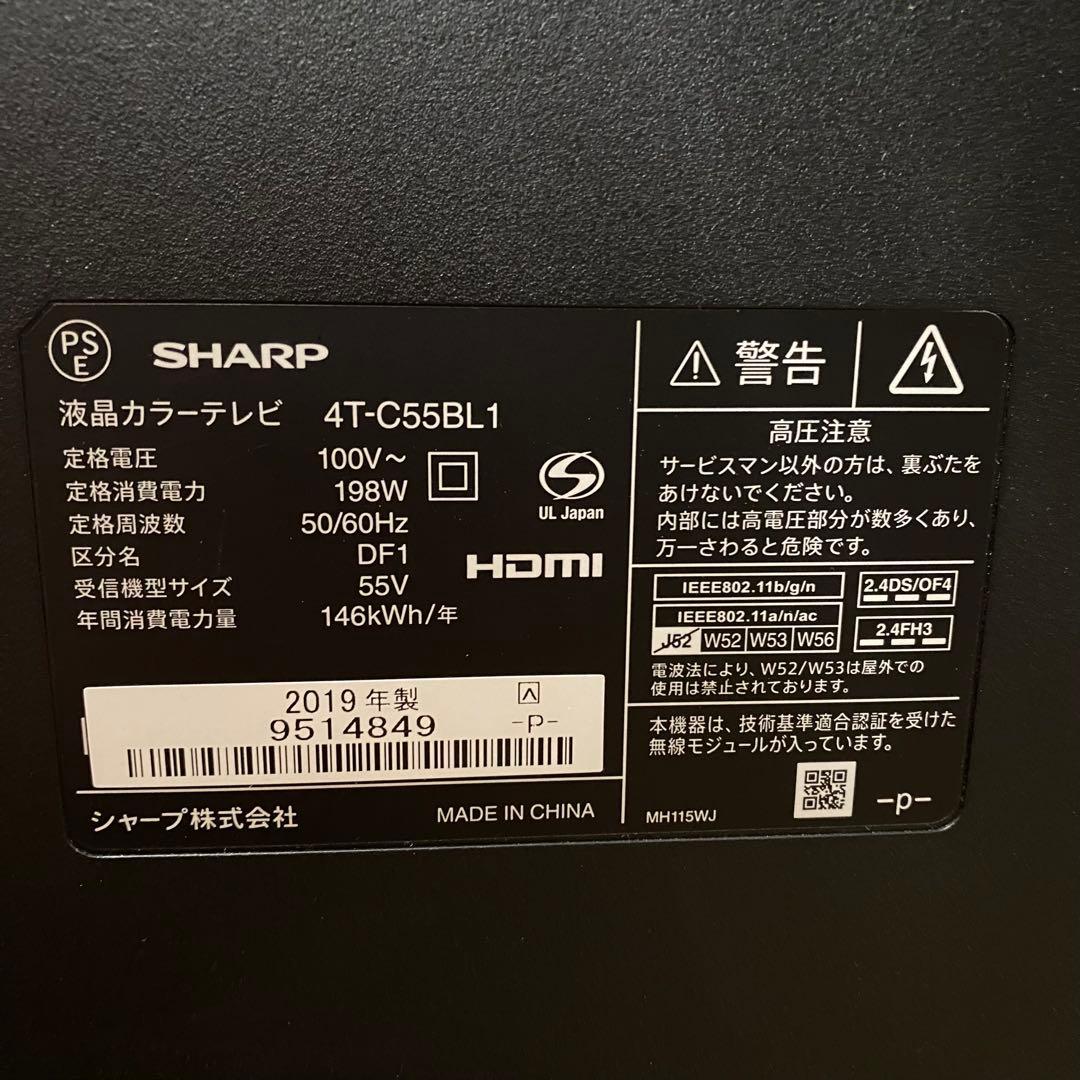 PS
E
SHARP
液晶カラーテレビ 4T-C55BL1
定格電圧 100V～
定格消費電力 198W
定格周波数 50/60Hz
区分名 DF1
受信機型サイズ 55V
年間消費電力量 146kWh/年
S
UL Japan
HDMI
2019年製 A
9514849 -P-
シャープ株式会社 MADE IN CHINA
警告
高圧注意
サービスマン以外の方は、裏ぶたを
あけないでください。
内部には高電圧部分が数多くあり、
万一さわると危険です。
IEEE802.11b/g/n 2.4DS/OF4
IEEE802.11a/n/ac
J52 W52 W53 W56 2.4FH3
電波法により、W52/W53は屋外での
使用は禁止されております。
本機器は、技術基準適合認証を受けた
無線モジュールが入っています。
MH115WJ -p-